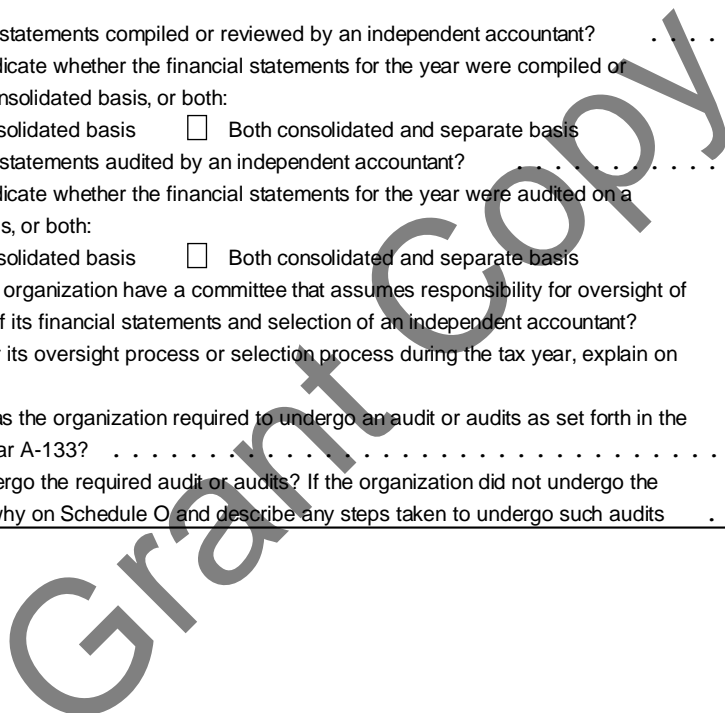 statements compiled or reviewed by an independent accountant? . . . .
dicate whether the financial statements for the year were compiled or
nsolidated basis, or both:
solidated basis ☐ Both consolidated and separate basis
statements audited by an independent accountant? . . . . . . . . . . .
dicate whether the financial statements for the year were audited on a
s, or both:
solidated basis ☐ Both consolidated and separate basis
organization have a committee that assumes responsibility for oversight of
f its financial statements and selection of an independent accountant?
its oversight process or selection process during the tax year, explain on
as the organization required to undergo an audit or audits as set forth in the
ar A-133? . . . . . . . . . . . . . . . . . . . . . . . . . . . . . . . .
ergo the required audit or audits? If the organization did not undergo the
why on Schedule O and describe any steps taken to undergo such audits .
Grant Copy